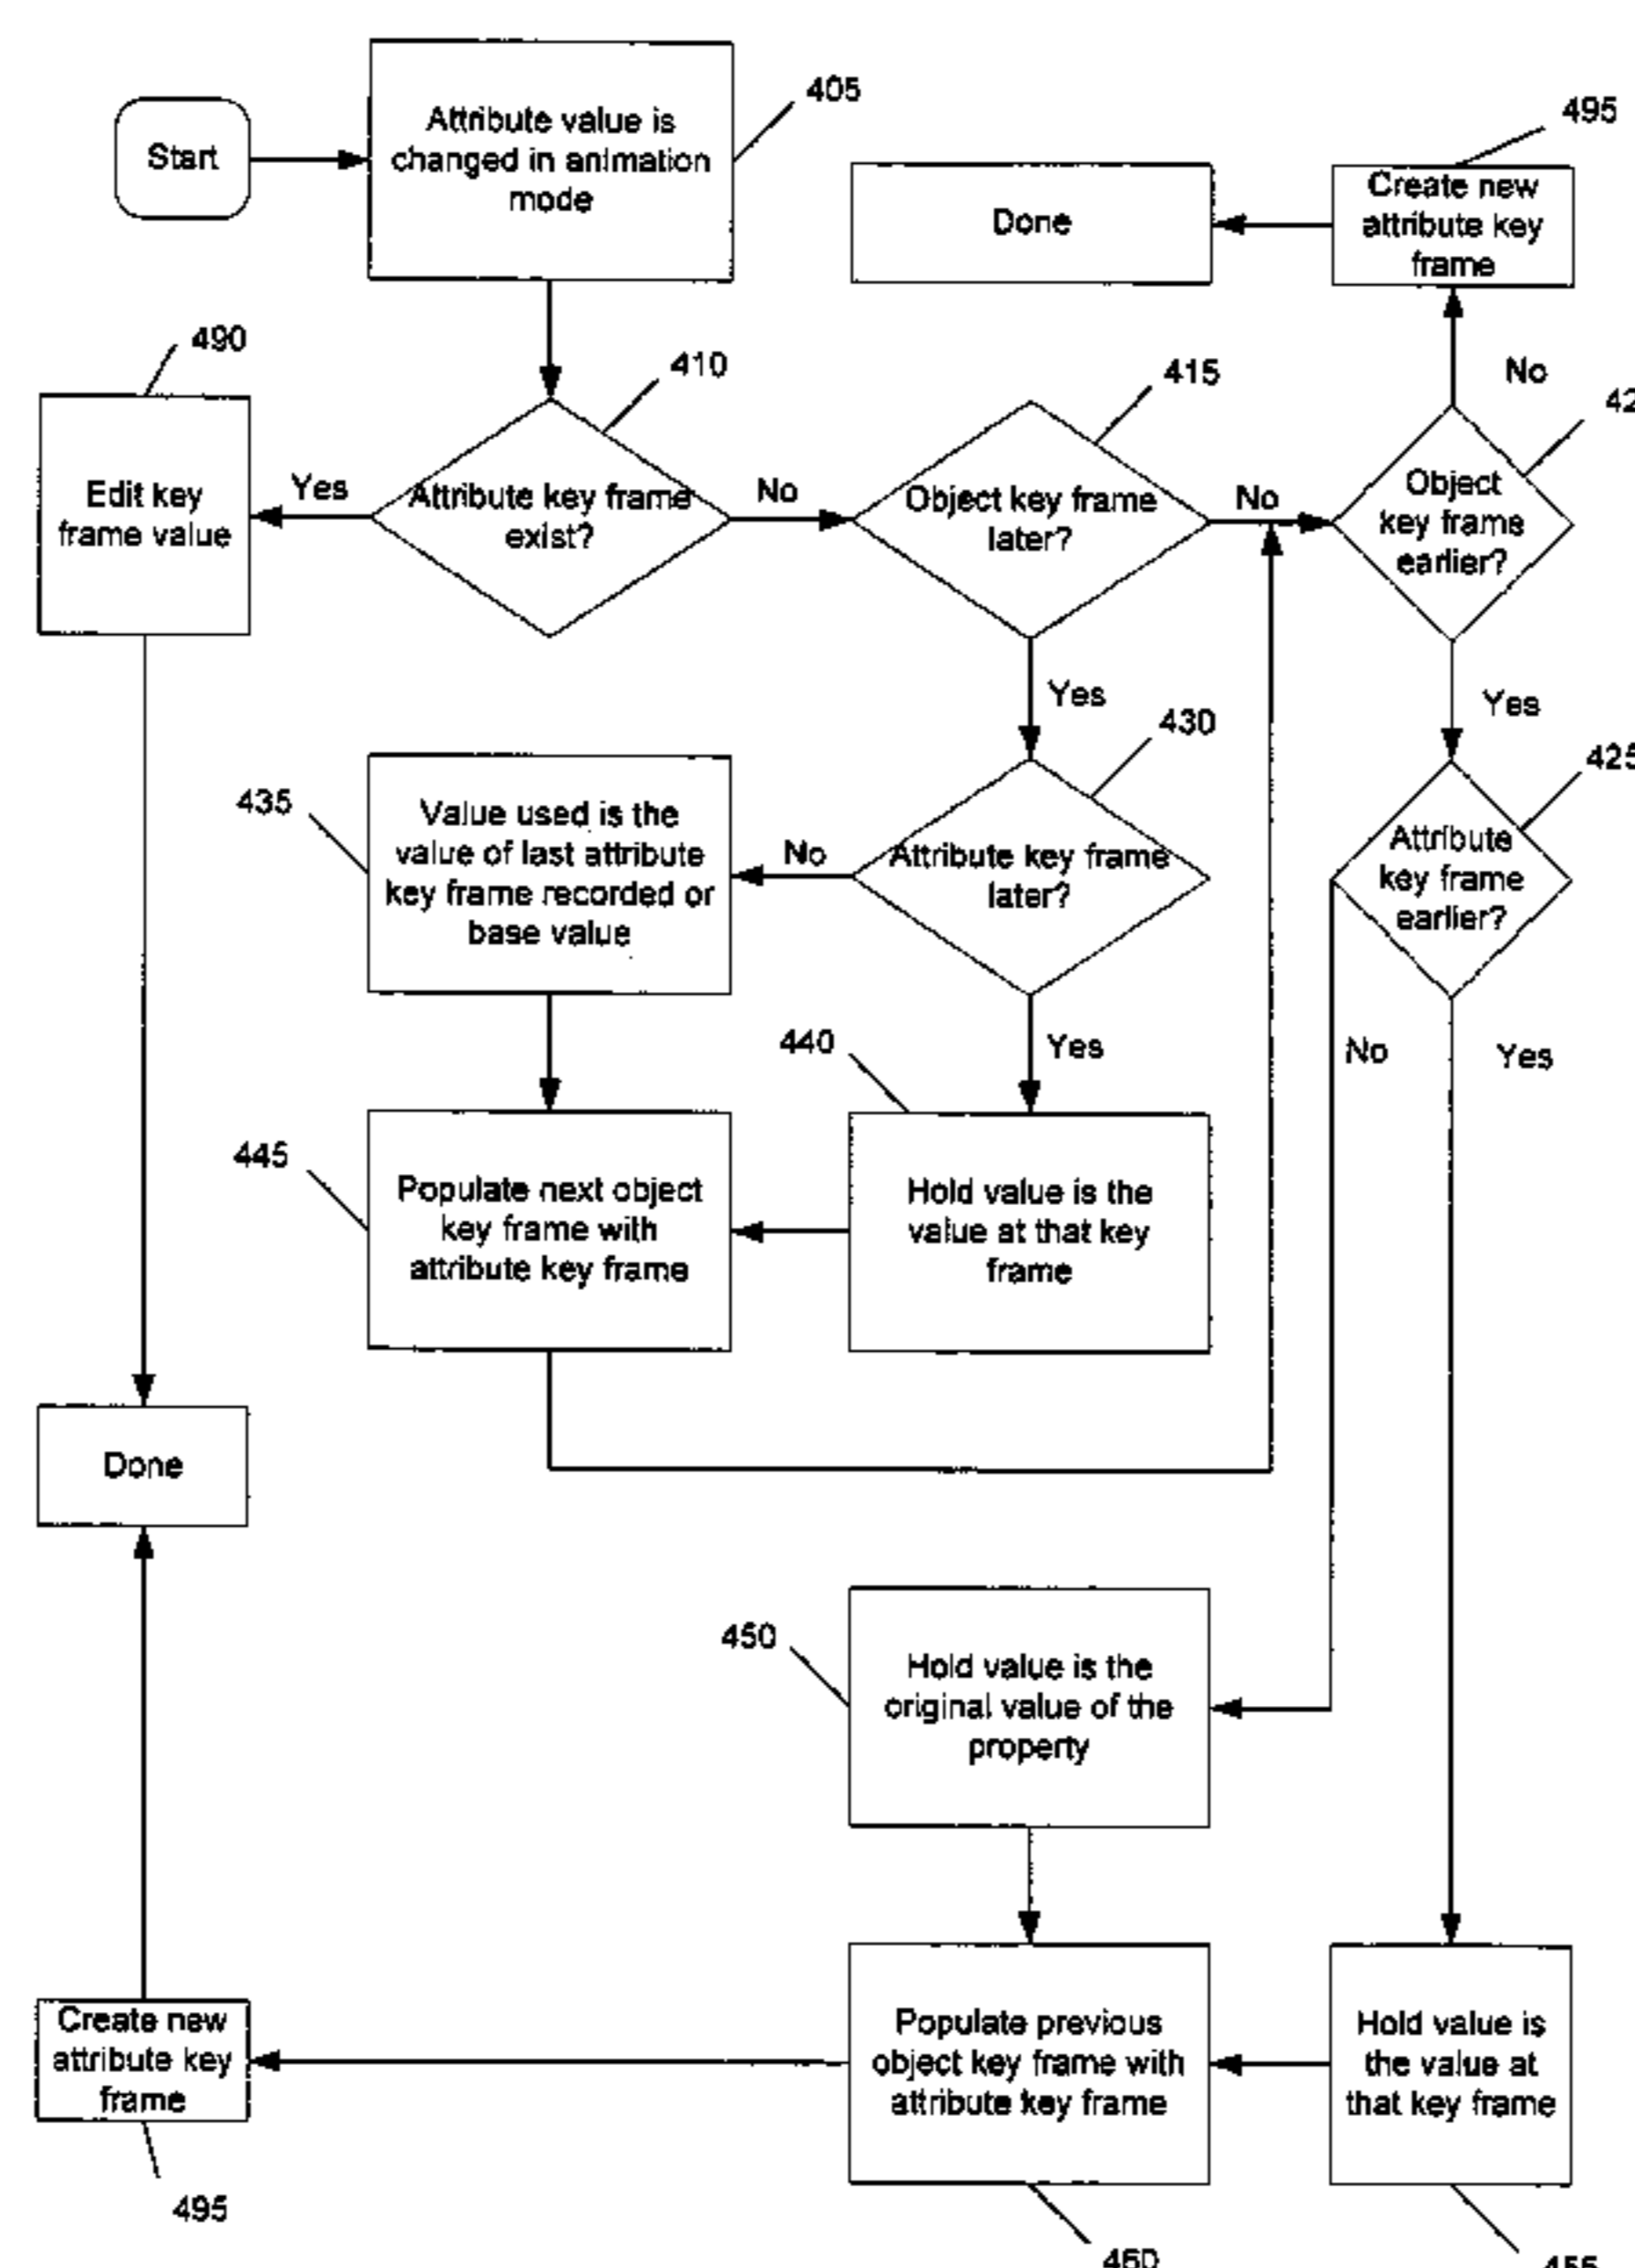 Start
Attribute value is
changed in animation
mode
405
Done
495
Create new
attribute key
frame
490
Edit key
frame value
Yes
410
Attribute key frame
exist?
No
415
Object key frame
later?
No
No
Object
key frame
earlier?
Yes
430
Yes
425
435
Value used is the
value of last attribute
key frame recorded or
base value
No
Attribute key frame
later?
Attribute
key frame
earlier?
440
Yes
No
Yes
445
Populate next object
key frame with
attribute key frame
Hold value is the
value at that key
frame
Done
450
Hold value is the
original value of the
property
Create new
attribute key
frame
Populate previous
object key frame with
attribute key frame
Hold value is
the value at
that key frame
495
460